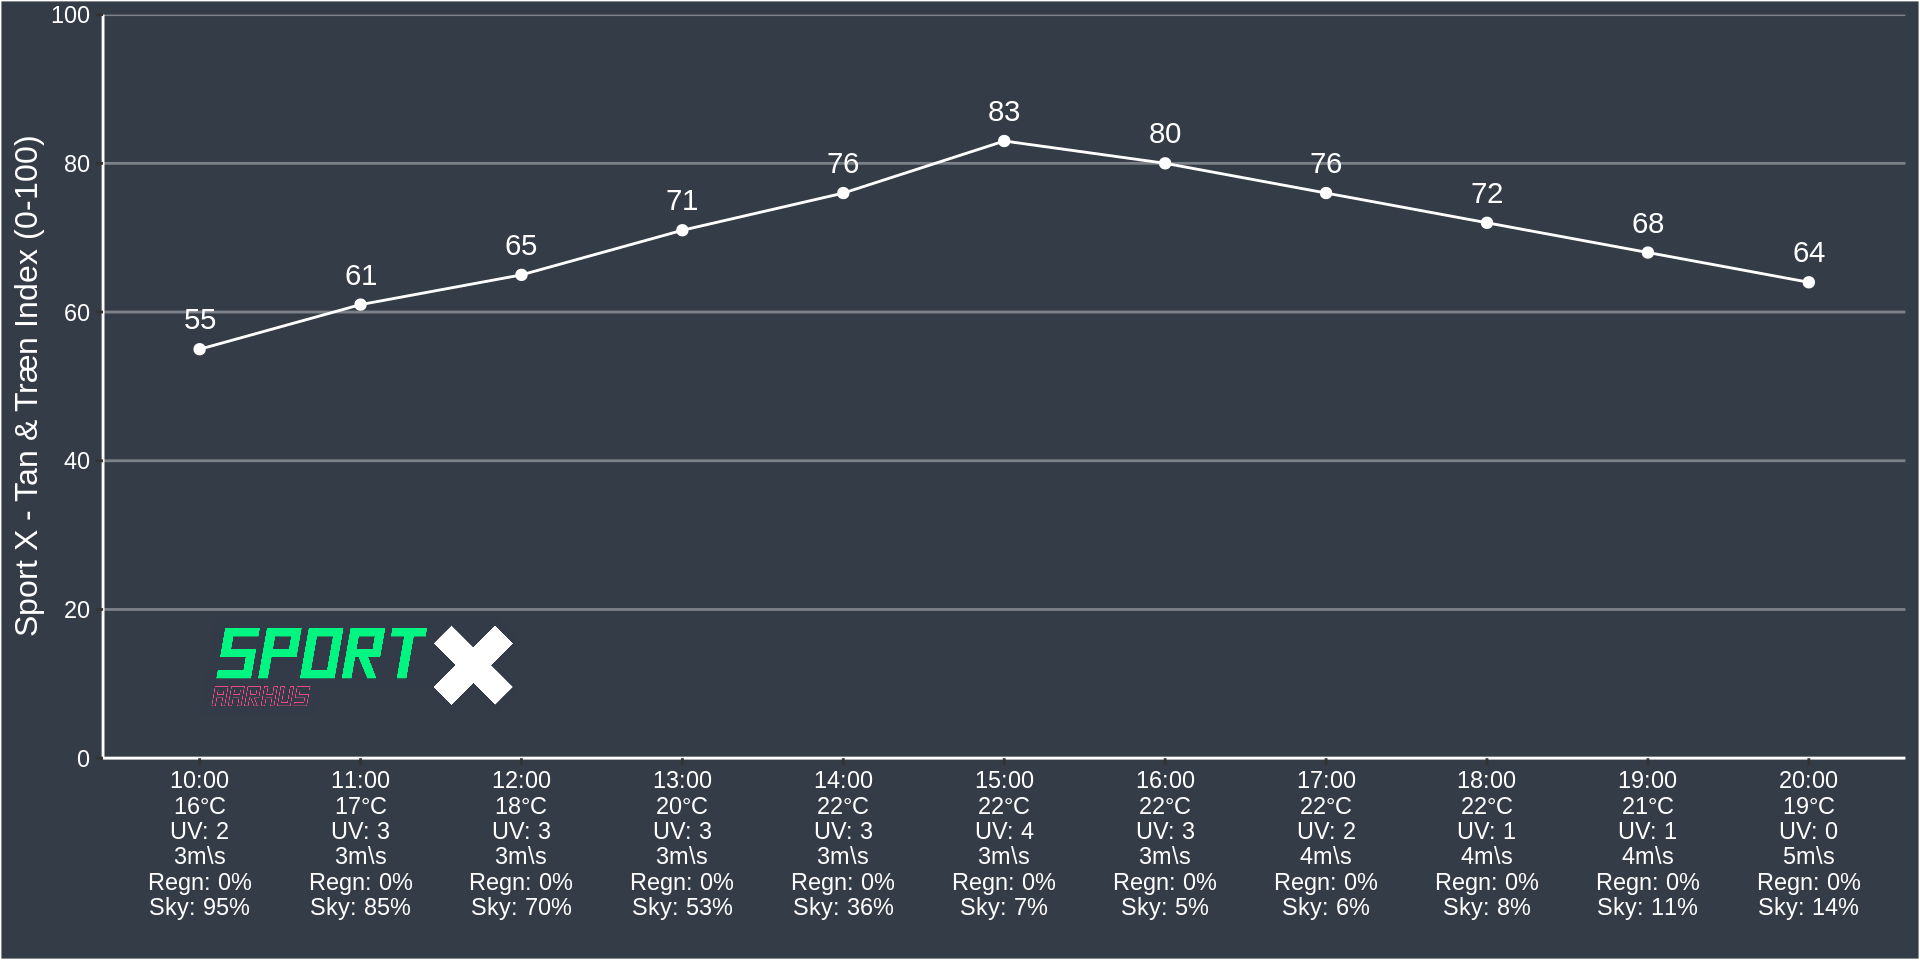 Sport X - Tan & Træn Index (0-100)
100
80
60
40
20
0
55
61
65
71
76
83
80
76
72
68
64
SPORT X
AARHUS
10:00 11:00 12:00 13:00 14:00 15:00 16:00 17:00 18:00 19:00 20:00
16°C 17°C 18°C 20°C 22°C 22°C 22°C 22°C 22°C 21°C 19°C
UV: 2 UV: 3 UV: 3 UV: 3 UV: 3 UV: 4 UV: 3 UV: 2 UV: 1 UV: 1 UV: 0
3m\s 3m\s 3m\s 3m\s 3m\s 3m\s 3m\s 4m\s 4m\s 4m\s 5m\s
Regn: 0% Regn: 0% Regn: 0% Regn: 0% Regn: 0% Regn: 0% Regn: 0% Regn: 0% Regn: 0% Regn: 0% Regn: 0%
Sky: 95% Sky: 85% Sky: 70% Sky: 53% Sky: 36% Sky: 7% Sky: 5% Sky: 6% Sky: 8% Sky: 11% Sky: 14%